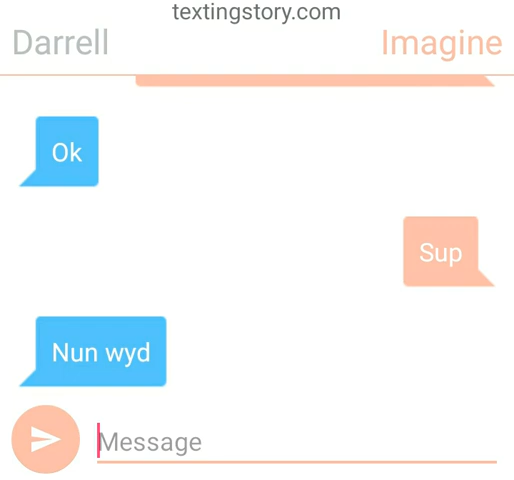 textingstory.com
Darrell Imagine
Ok
Sup
Nun wyd
Message